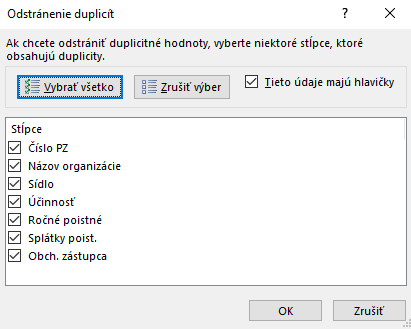 Odstránenie duplicít
?
Ak chcete odstrániť duplicitné hodnoty, vyberte niektoré stĺpce, ktoré
obsahujú duplicity.
Vybrať všetko
Zrušiť výber
Tieto údaje majú hlavičky
Stĺpce
Číslo PZ
Názov organizácie
Sídlo
Účinnosť
Ročné poistné
Splátky poist.
Obch. zástupca
OK
Zrušiť